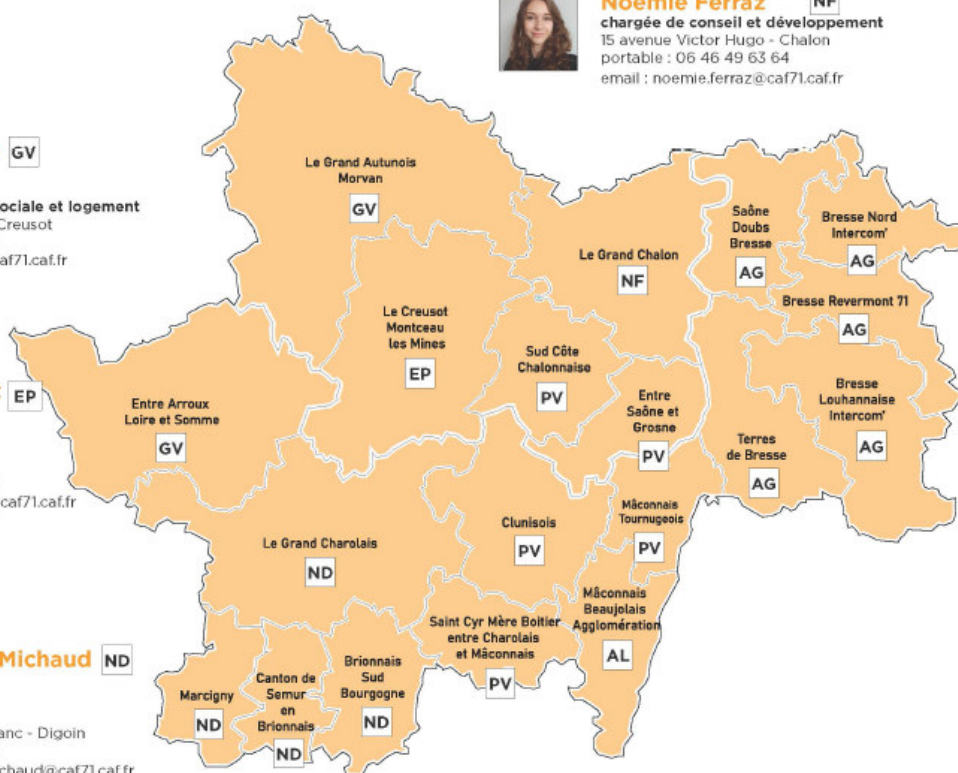 Noémie Ferraz NF
chargée de conseil et développement
15 avenue Victor Hugo - Chalon
portable : 06 46 49 63 64
email : noemie.ferraz@caf71.caf.fr
GV
ociale et logement
Creusot
af71.caf.fr
EP
caf71.caf.fr
Michaud ND
anc - Digoin
chaud@caf71.caf.fr
Le Grand Autunois
Morvan
GV
Le Creusot
Montceau
les Mines
EP
Le Grand Chalon
NF
Saône
Doubs
Bresse
AG
Bresse Nord
Intercom'
AG
Bresse Revermont 71
AG
Sud Côte
Chalonnaise
PV
Entre
Saône et
Grosne
PV
Bresse
Louhannaise
Intercom'
AG
Terres
de Bresse
AG
Entre Arroux
Loire et Somme
GV
Le Grand Charolais
ND
Clunisois
PV
Mâconnais
Tournugeois
PV
Mâconnais
Beaujolais
Agglomération
AL
Saint Cyr Mère Boitier
entre Charolais
et Mâconnais
PV
Marcigny
ND
Canton de
Semur
en
Brionnais
ND
Brionnais
Sud
Bourgogne
ND